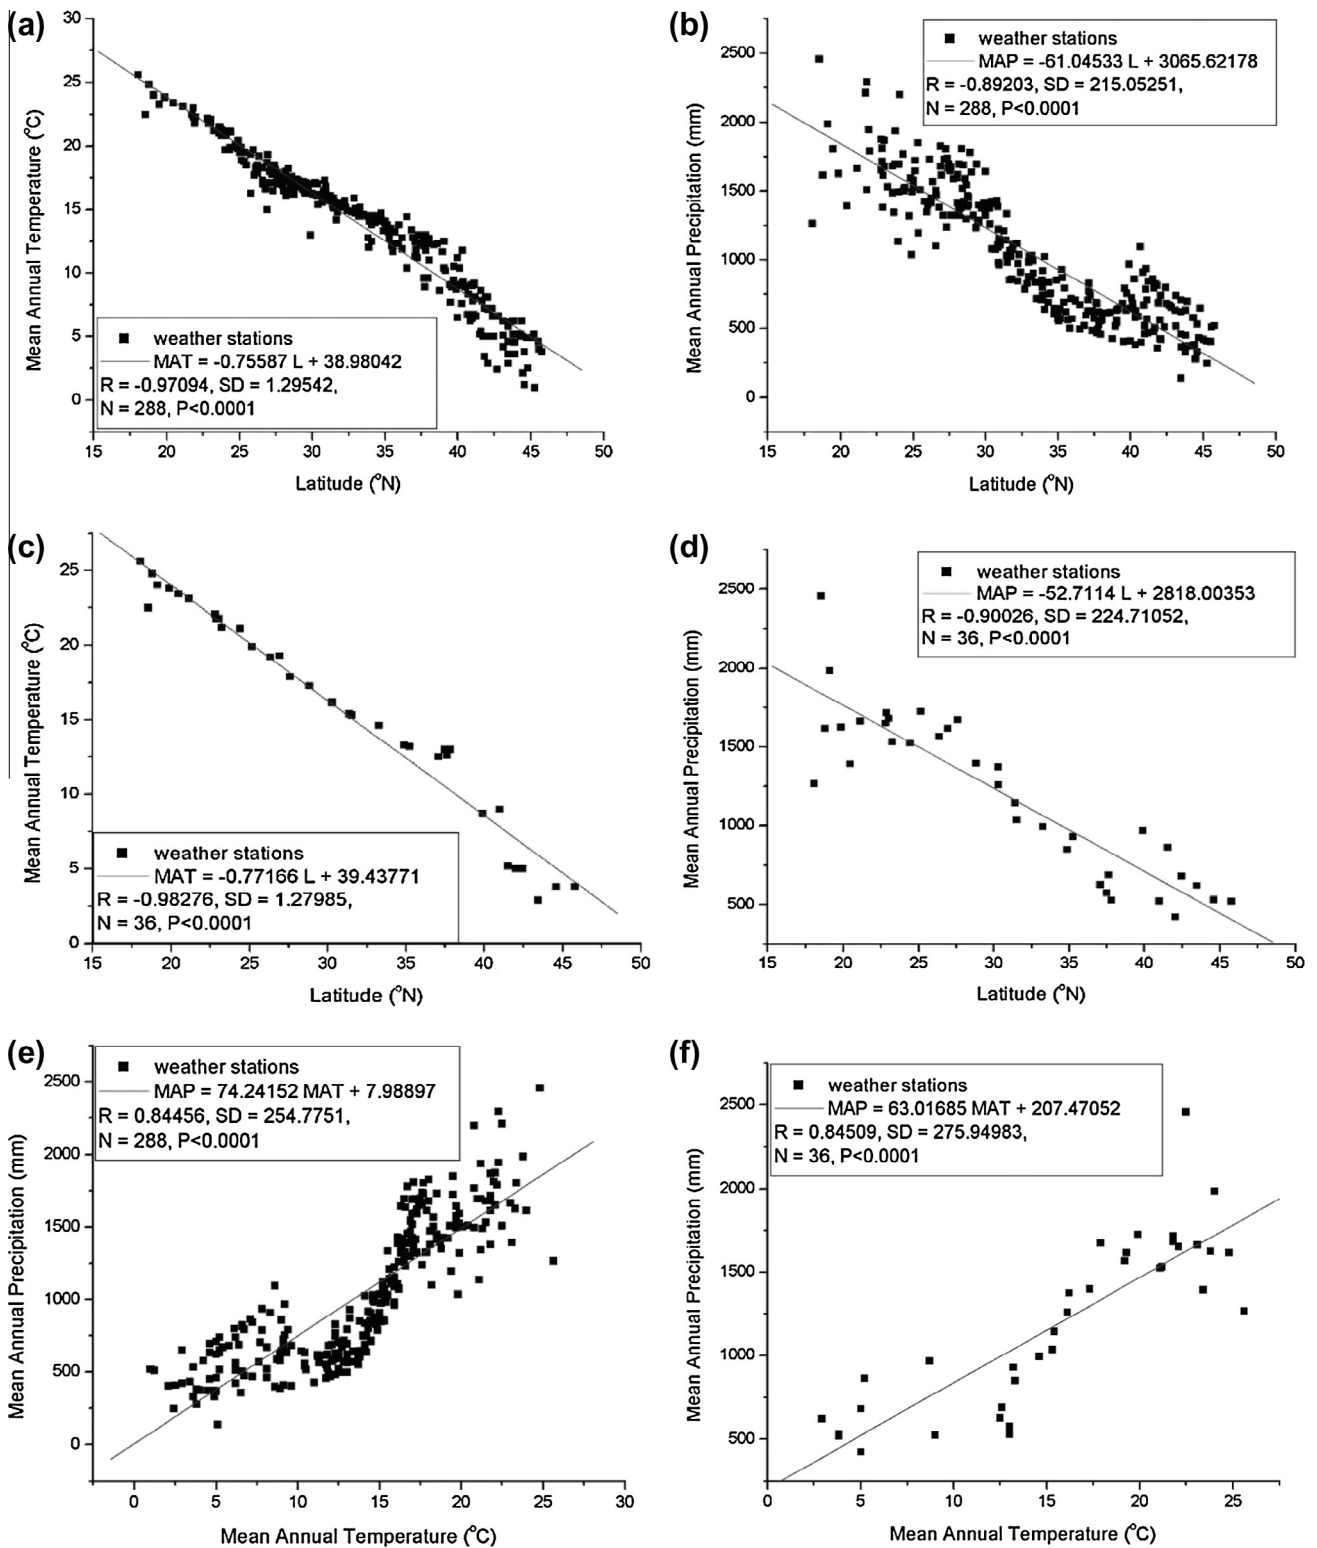 (a)
30
25
20
15
10
5
0
Mean Annual Temperature (°C)
weather stations
MAT = -0.75587 L + 38.98042
R = -0.97094, SD = 1.29542,
N = 288, P<0.0001
15 20 25 30 35 40 45 50
Latitude (°N)
(b)
2500
2000
1500
1000
500
0
Mean Annual Precipitation (mm)
weather stations
MAP = -61.04533 L + 3065.62178
R = -0.89203, SD = 215.05251,
N = 288, P<0.0001
15 20 25 30 35 40 45 50
Latitude (°N)
(c)
25
20
15
10
5
0
Mean Annual Temperature (°C)
weather stations
MAT = -0.77166 L + 39.43771
R = -0.98276, SD = 1.27985,
N = 36, P<0.0001
15 20 25 30 35 40 45 50
Latitude (°N)
(d)
2500
2000
1500
1000
500
Mean Annual Precipitation (mm)
weather stations
MAP = -52.7114 L + 2818.00353
R = -0.90026, SD = 224.71052,
N = 36, P<0.0001
15 20 25 30 35 40 45 50
Latitude (°N)
(e)
2500
2000
1500
1000
500
0
Mean Annual Precipitation (mm)
weather stations
MAP = 74.24152 MAT + 7.98897
R = 0.84456, SD = 254.7751,
N = 288, P<0.0001
0 5 10 15 20 25 30
Mean Annual Temperature (°C)
(f)
2500
2000
1500
1000
500
Mean Annual Precipitation (mm)
weather stations
MAP = 63.01685 MAT + 207.47052
R = 0.84509, SD = 275.94983,
N = 36, P<0.0001
0 5 10 15 20 25
Mean Annual Temperature (°C)